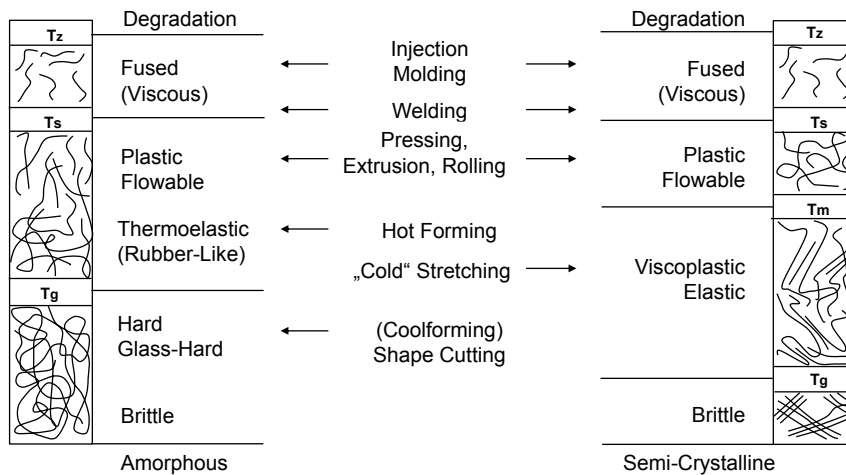 Degradation
Tz
Fused
(Viscous)
Ts
Plastic
Flowable
Thermoelastic
(Rubber-Like)
Tg
Hard
Glass-Hard
Brittle
Amorphous
Injection
Molding
Welding
Pressing,
Extrusion, Rolling
Hot Forming
„Cold“ Stretching
(Coolforming)
Shape Cutting
Degradation
Tz
Fused
(Viscous)
Ts
Plastic
Flowable
Tm
Viscoplastic
Elastic
Tg
Brittle
Semi-Crystalline